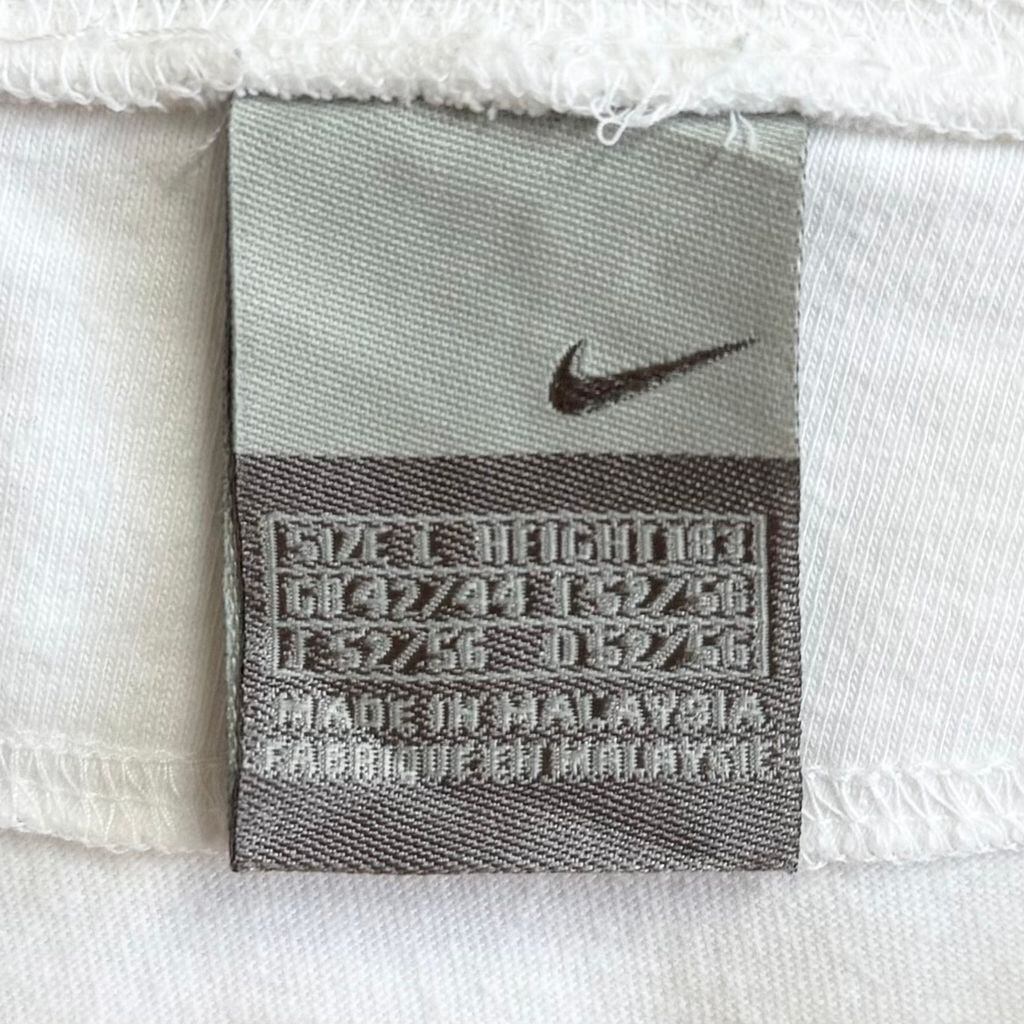 SIZE L HEIGHT 183
GB 42/44 I 52/56
F 52/56 D 52/56
MADE IN MALAYSIA
FABRIQUE EN MALAYSIE